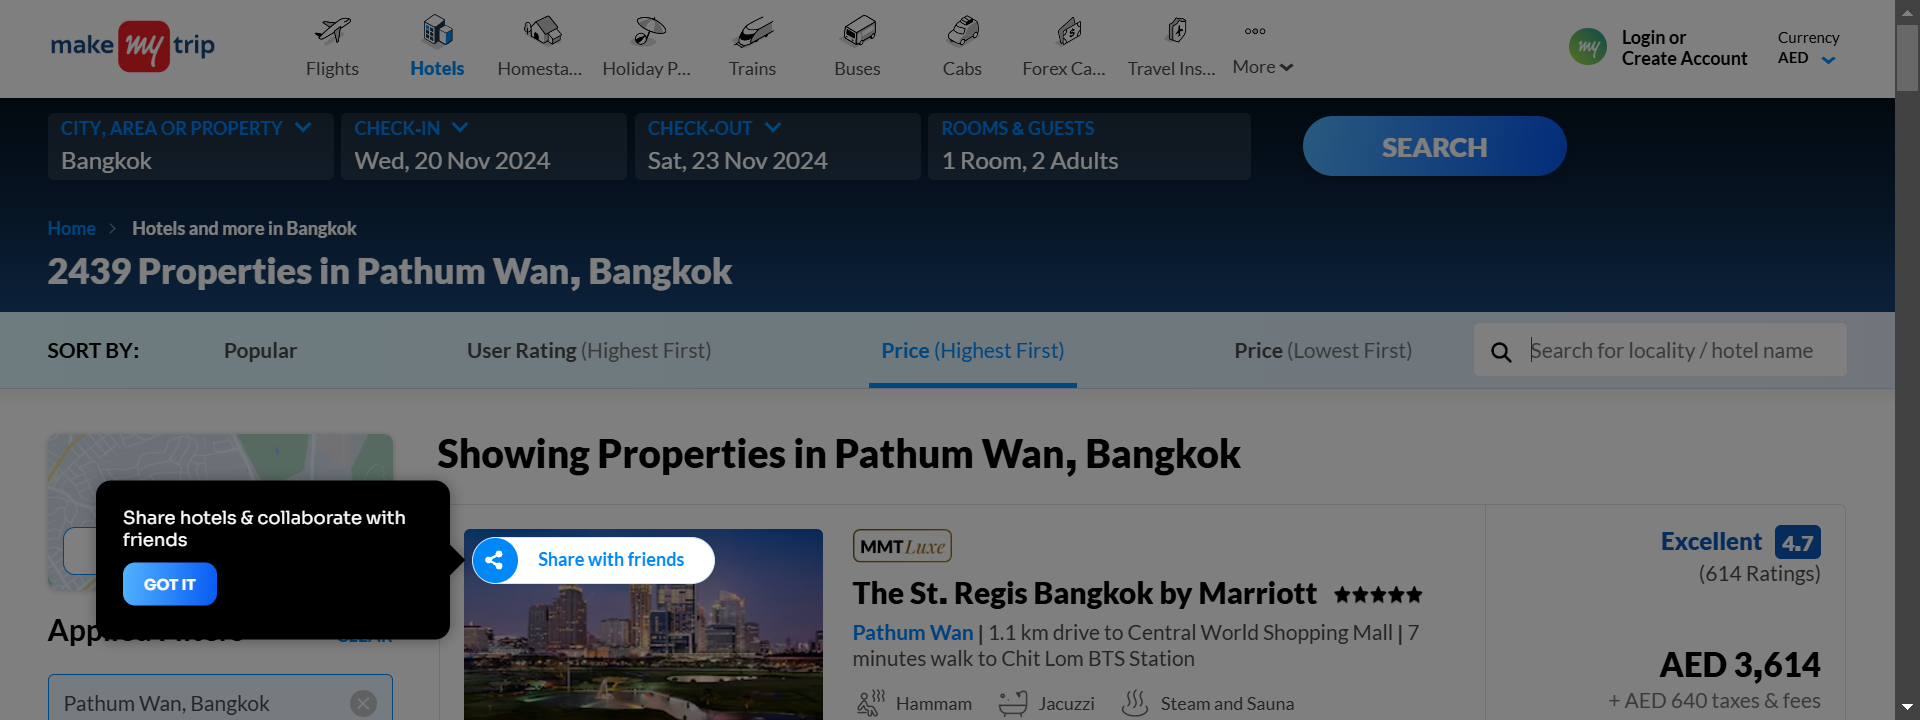 make my trip
Flights
Hotels
Homesta...
Holiday P...
Trains
Buses
Cabs
Forex Ca...
Travel Ins...
More
my
Login or
Create Account
Currency
AED
CITY, AREA OR PROPERTY
Bangkok
CHECK-IN
Wed, 20 Nov 2024
CHECK-OUT
Sat, 23 Nov 2024
ROOMS & GUESTS
1 Room, 2 Adults
SEARCH
Home
Hotels and more in Bangkok
2439 Properties in Pathum Wan, Bangkok
SORT BY:
Popular
User Rating (Highest First)
Price (Highest First)
Price (Lowest First)
Search for locality / hotel name
Showing Properties in Pathum Wan, Bangkok
Share hotels & collaborate with
friends
GOT IT
Share with friends
Applied Filters
CLEAR
Pathum Wan, Bangkok
MMT Luxe
The St. Regis Bangkok by Marriott
Pathum Wan | 1.1 km drive to Central World Shopping Mall | 7
minutes walk to Chit Lom BTS Station
Hammam
Jacuzzi
Steam and Sauna
Excellent 4.7
(614 Ratings)
AED 3,614
+ AED 640 taxes & fees